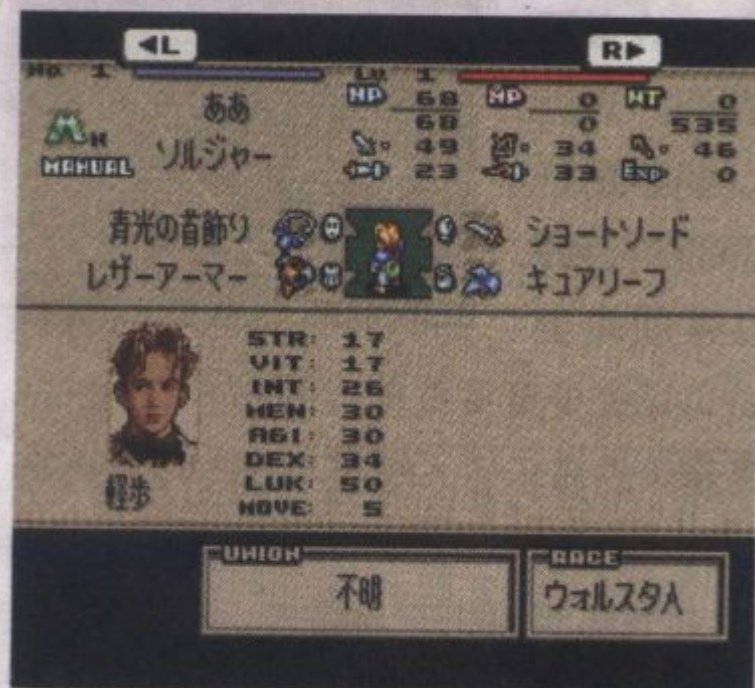 ◀L R▶
No. 1 Lv 1
ああ HP 68 MP 0 WT 0
68 0 535
N ソルジャー 49 34 46
MANUAL 23 33 Exp 0
青光の首飾り ショートソード
レザーアーマー キュアリーフ
STR: 17
VIT: 17
INT: 26
MEN: 30
AGI: 30
DEX: 34
LUK: 50
軽歩 MOVE: 5
UNION RACE
不明 ウォルスタ人